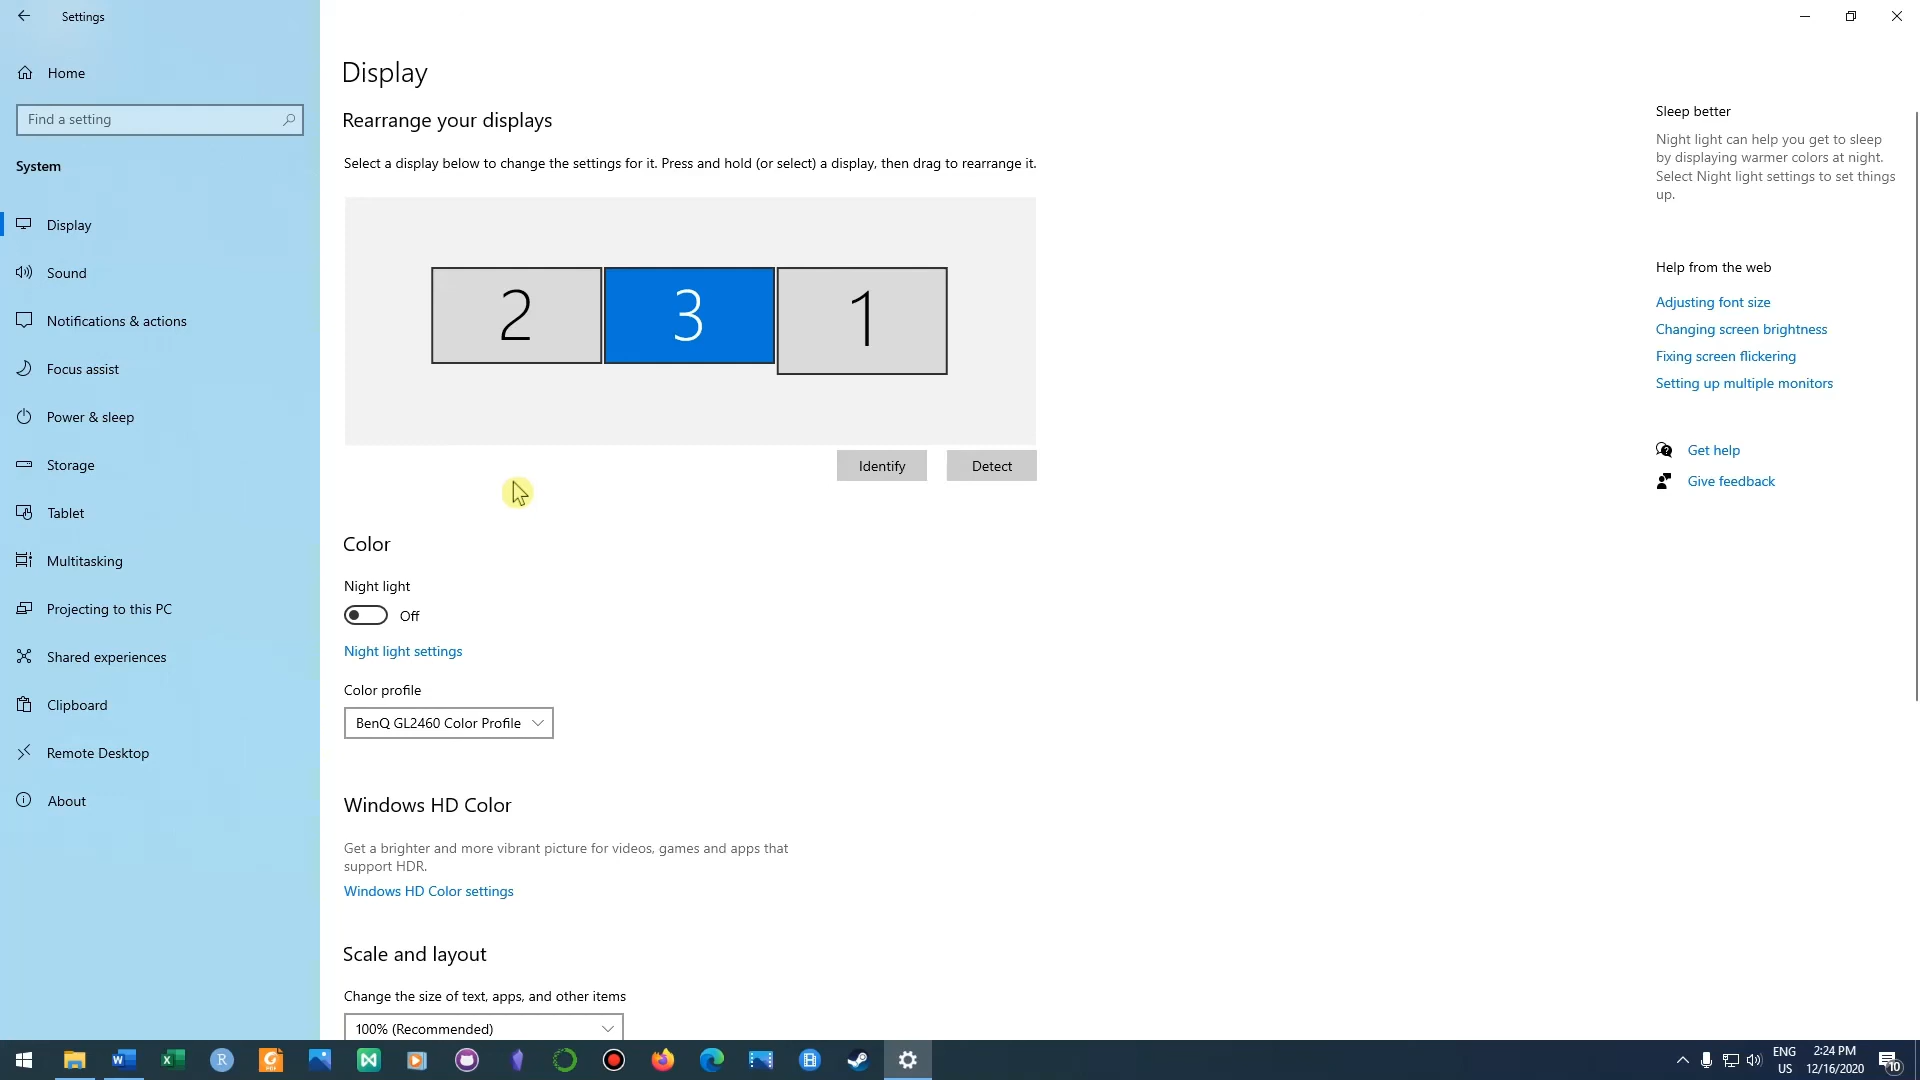 Settings
Home
Find a setting
System
Display
Sound
Notifications & actions
Focus assist
Power & sleep
Storage
Tablet
Multitasking
Projecting to this PC
Shared experiences
Clipboard
Remote Desktop
About
Display
Rearrange your displays
Select a display below to change the settings for it. Press and hold (or select) a display, then drag to rearrange it.
2
3
1
Identify
Detect
Color
Night light
Off
Night light settings
Color profile
BenQ GL2460 Color Profile
Windows HD Color
Get a brighter and more vibrant picture for videos, games and apps that
support HDR.
Windows HD Color settings
Scale and layout
Change the size of text, apps, and other items
100% (Recommended)
Sleep better
Night light can help you get to sleep
by displaying warmer colors at night.
Select Night light settings to set things
up.
Help from the web
Adjusting font size
Changing screen brightness
Fixing screen flickering
Setting up multiple monitors
Get help
Give feedback
W
X
R
PDF
ENG
US
2:24 PM
12/16/2020
10